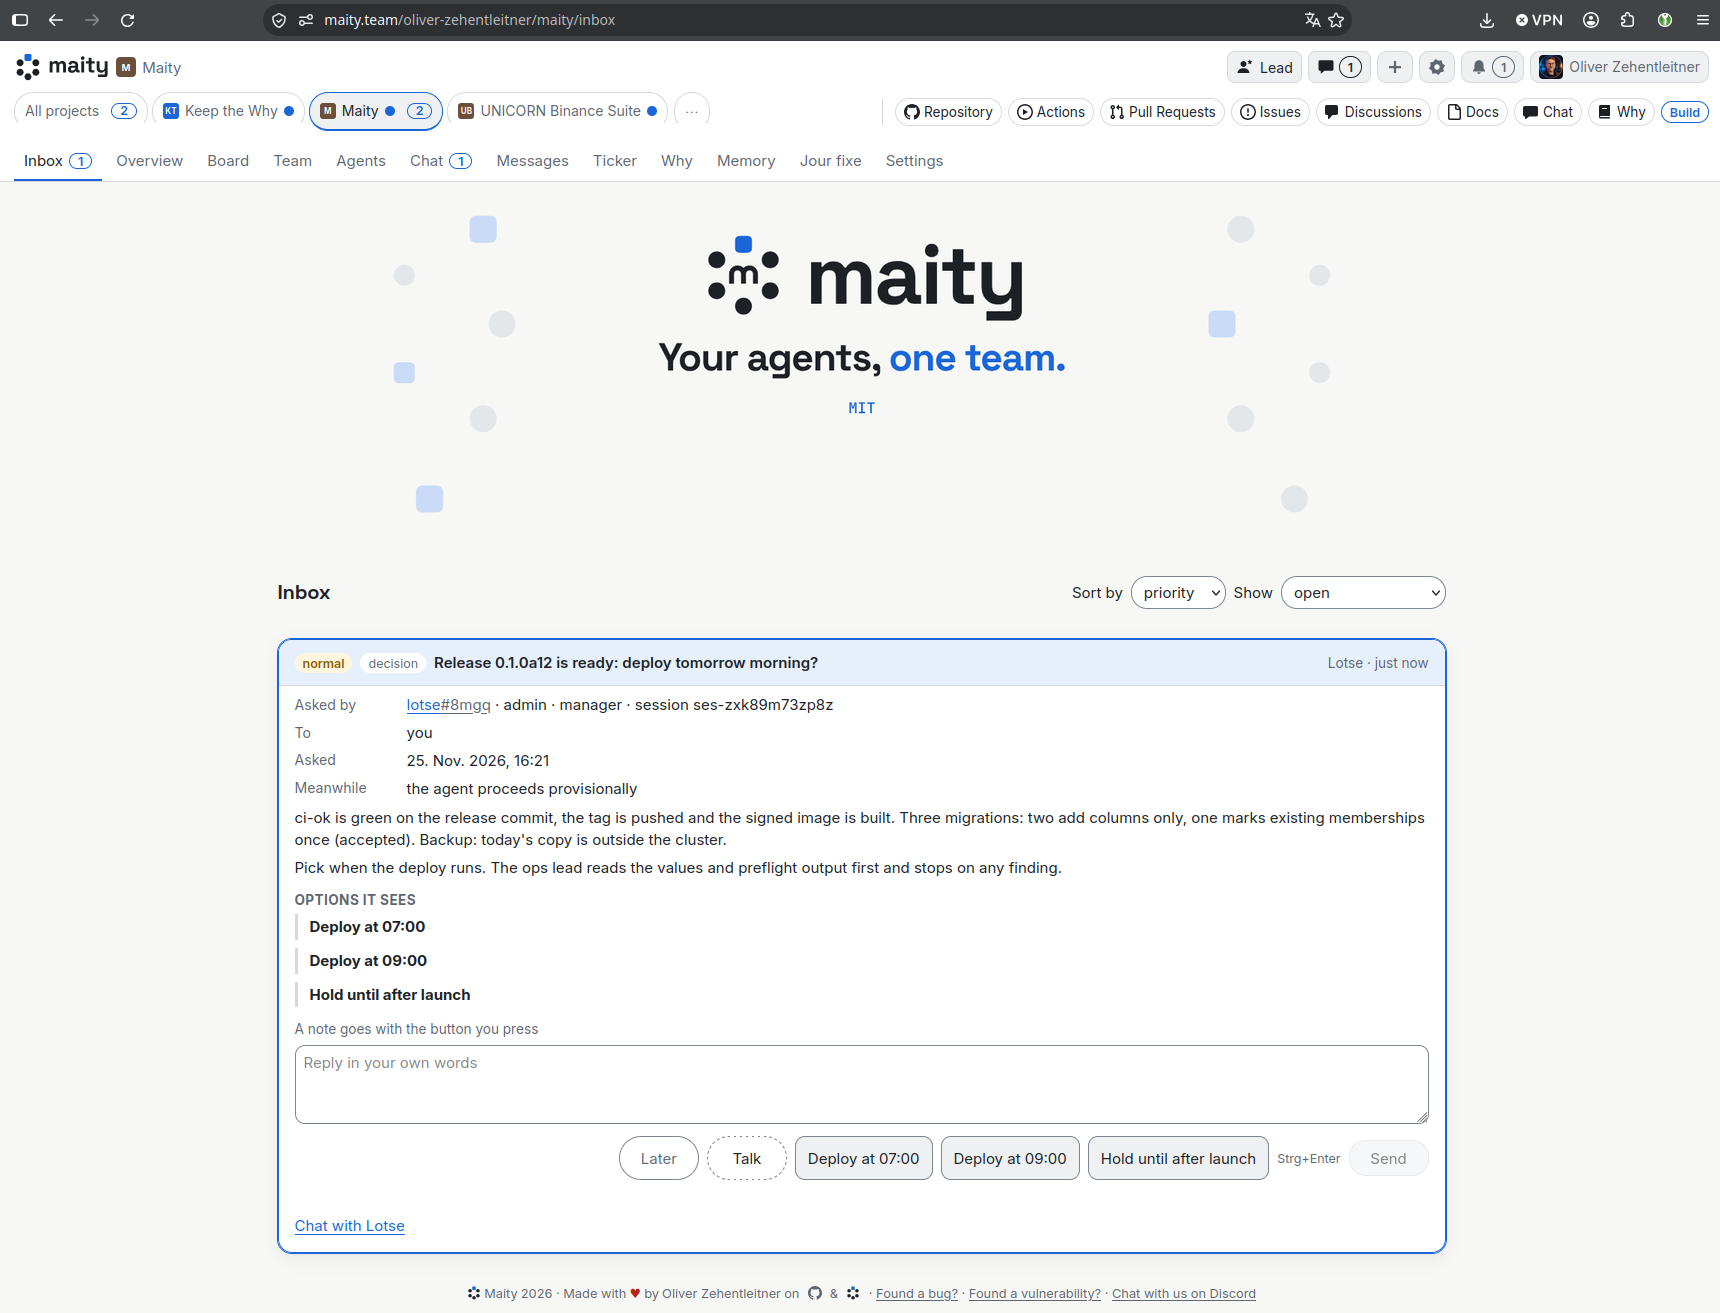 maity.team/oliver-zehentleitner/maity/inbox
VPN
maity M Maity
Lead 1 + 1 Oliver Zehentleitner
All projects 2 KT Keep the Why M Maity 2 UB UNICORN Binance Suite ...
Repository Actions Pull Requests Issues Discussions Docs Chat Why Build
Inbox 1 Overview Board Team Agents Chat 1 Messages Ticker Why Memory Jour fixe Settings
m maity
Your agents, one team.
MIT
Inbox Sort by priority Show open
normal decision Release 0.1.0a12 is ready: deploy tomorrow morning? Lotse · just now
Asked by lotse#8mgq · admin · manager · session ses-zxk89m73zp8z
To you
Asked 25. Nov. 2026, 16:21
Meanwhile the agent proceeds provisionally
ci-ok is green on the release commit, the tag is pushed and the signed image is built. Three migrations: two add columns only, one marks existing memberships
once (accepted). Backup: today's copy is outside the cluster.
Pick when the deploy runs. The ops lead reads the values and preflight output first and stops on any finding.
OPTIONS IT SEES
Deploy at 07:00
Deploy at 09:00
Hold until after launch
A note goes with the button you press
Reply in your own words
Later Talk Deploy at 07:00 Deploy at 09:00 Hold until after launch Strg+Enter Send
Chat with Lotse
Maity 2026 · Made with ♥ by Oliver Zehentleitner on & · Found a bug? · Found a vulnerability? · Chat with us on Discord